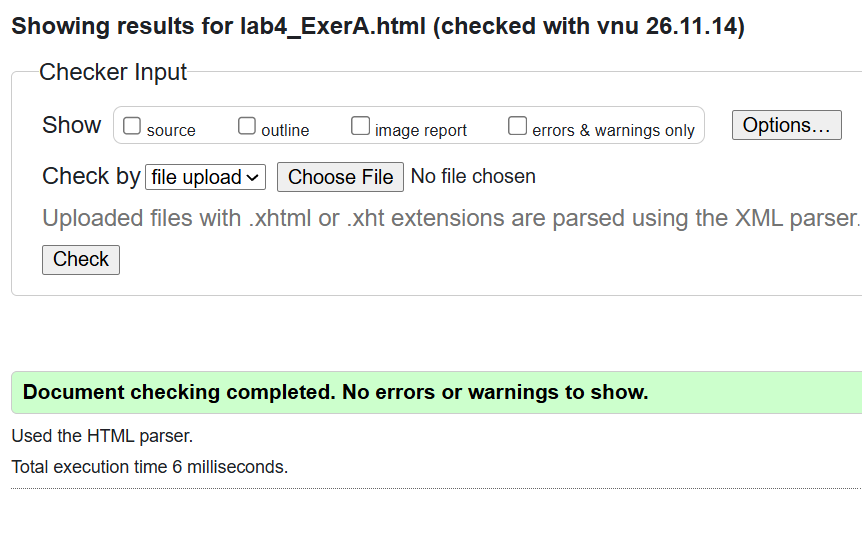 Showing results for lab4_ExerA.html (checked with vnu 26.11.14)
Checker Input
Show source outline image report errors & warnings only Options…
Check by file upload Choose File No file chosen
Uploaded files with .xhtml or .xht extensions are parsed using the XML parser.
Check
Document checking completed. No errors or warnings to show.
Used the HTML parser.
Total execution time 6 milliseconds.